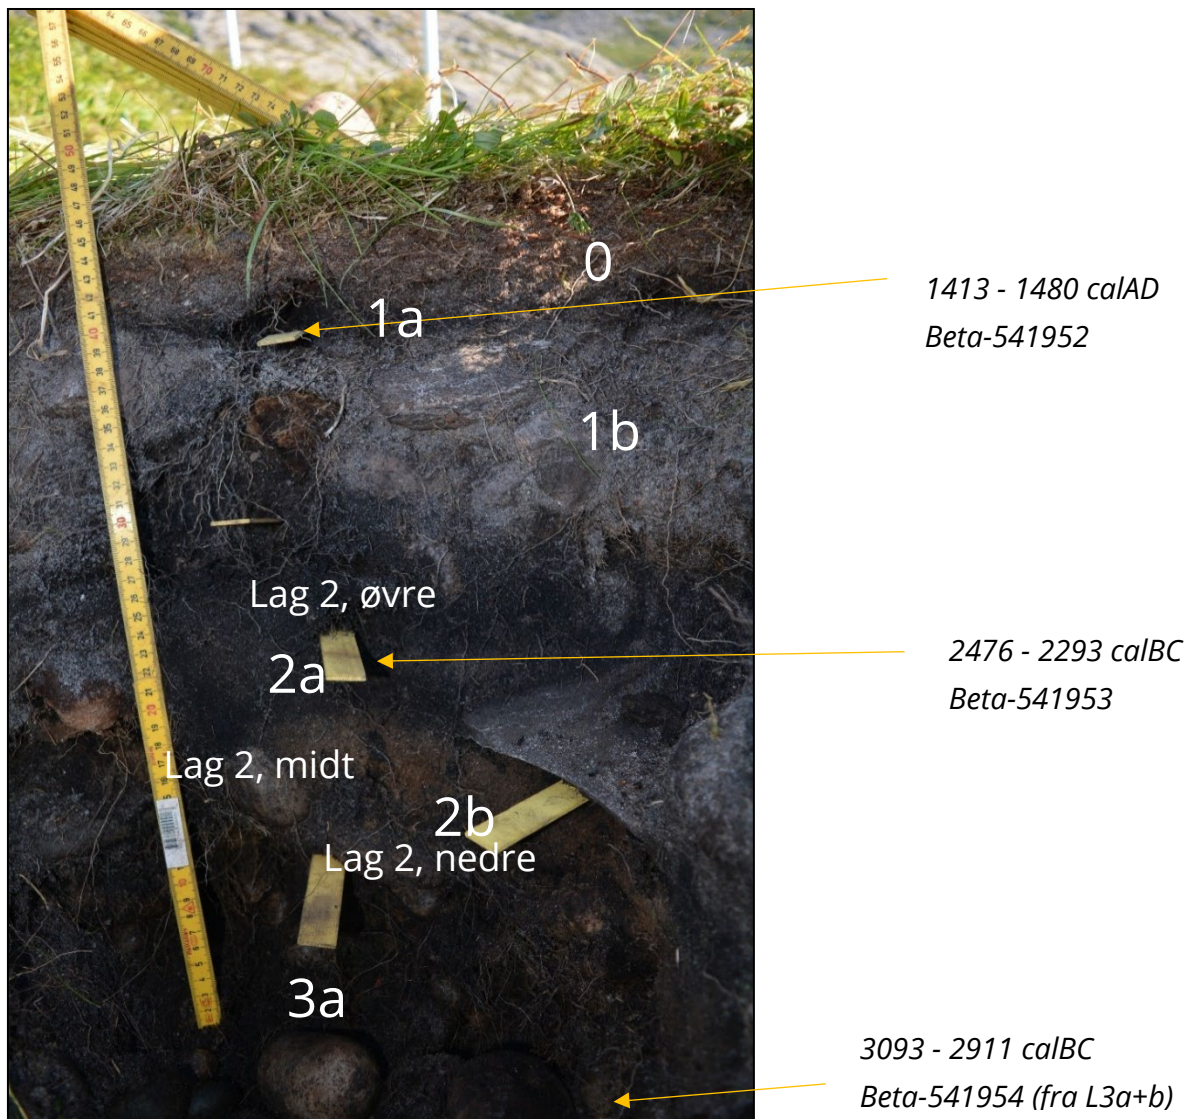 0
1413 - 1480 calAD
Beta-541952
1a
1b
Lag 2, øvre
2476 - 2293 calBC
Beta-541953
2a
Lag 2, midt
2b
Lag 2, nedre
3a
3093 - 2911 calBC
Beta-541954 (fra L3a+b)